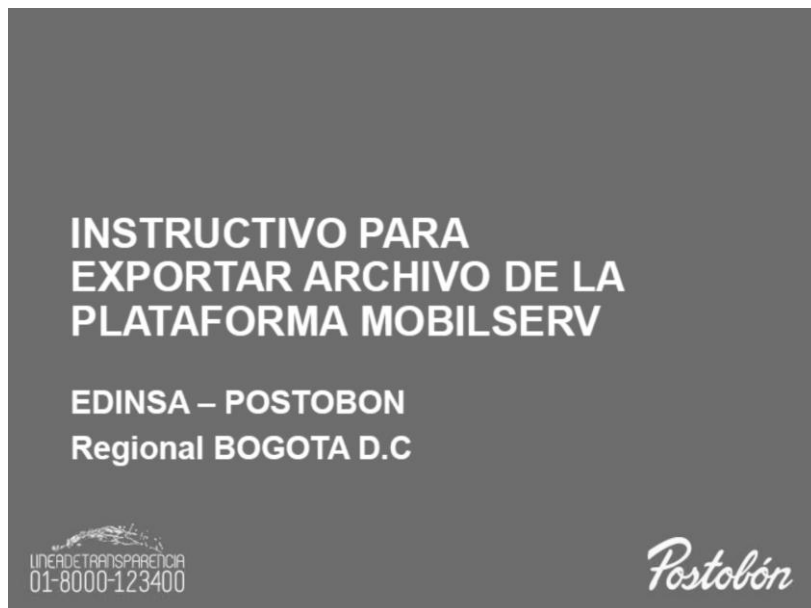 INSTRUCTIVO PARA
EXPORTAR ARCHIVO DE LA
PLATAFORMA MOBILSERV
EDINSA – POSTOBON
Regional BOGOTA D.C
LINEADETRANSPARENCIA
01-8000-123400
Postobón